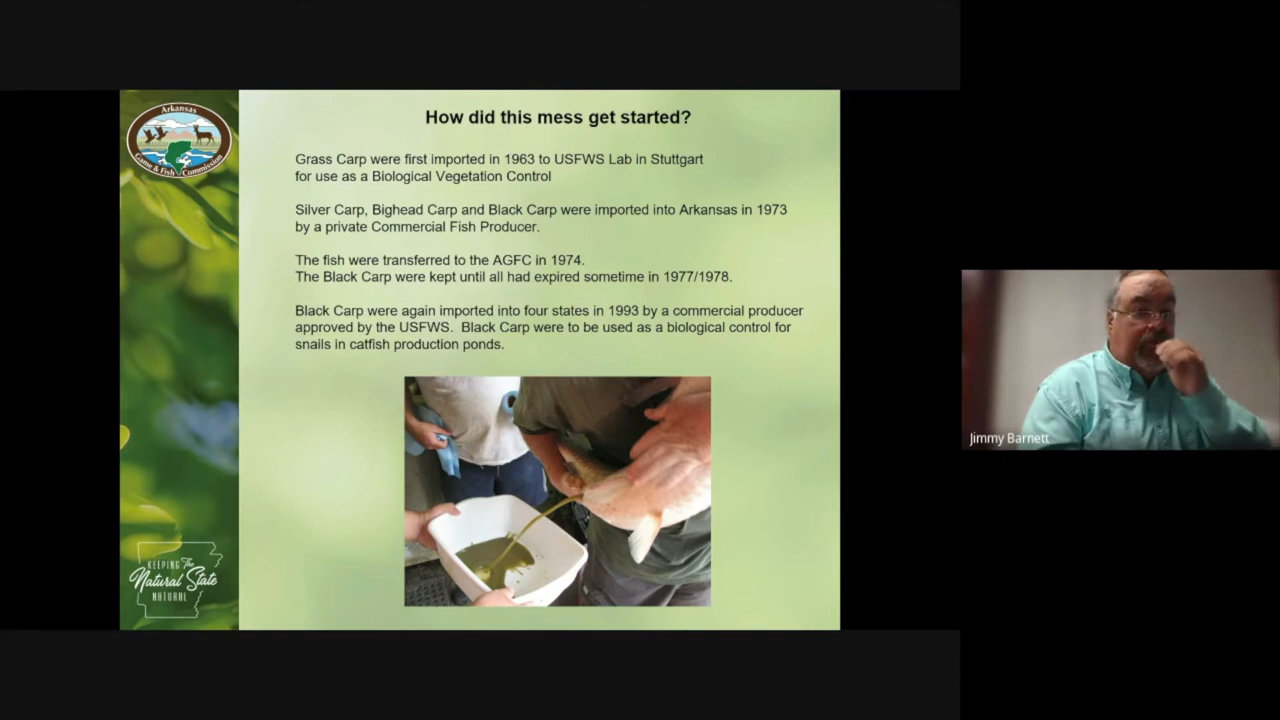 Arkansas
Game & Fish Commission
How did this mess get started?
Grass Carp were first imported in 1963 to USFWS Lab in Stuttgart
for use as a Biological Vegetation Control
Silver Carp, Bighead Carp and Black Carp were imported into Arkansas in 1973
by a private Commercial Fish Producer.
The fish were transferred to the AGFC in 1974.
The Black Carp were kept until all had expired sometime in 1977/1978.
Black Carp were again imported into four states in 1993 by a commercial producer
approved by the USFWS. Black Carp were to be used as a biological control for
snails in catfish production ponds.
KEEPING The
Natural State
NATURAL
Jimmy Barnett